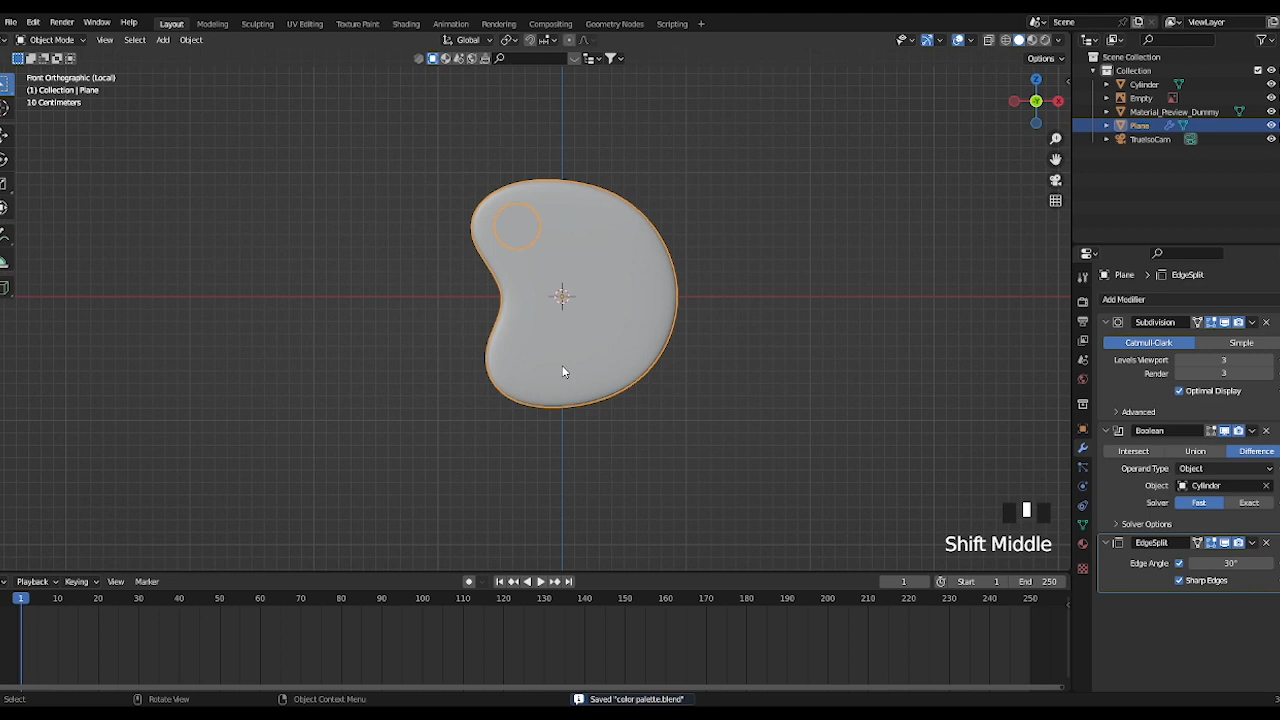 File Edit Render Window Help Layout Modeling Sculpting UV Editing Texture Paint Shading Animation Rendering Compositing Geometry Nodes Scripting + Scene ViewLayer
Object Mode View Select Add Object Global
Options
Front Orthographic (Local)
(1) Collection | Plane
10 Centimeters
Z
X
-Y
Shift Middle
Scene Collection
Collection
Cylinder
Empty
Material_Preview_Dummy
Plane
TrueIsoCam
Plane > EdgeSplit
Add Modifier
Subdivision
Catmull-Clark Simple
Levels Viewport 3
Render 3
Optimal Display
Advanced
Boolean
Intersect Union Difference
Operand Type Object
Object Cylinder
Solver Fast Exact
Solver Options
EdgeSplit
Edge Angle 30°
Sharp Edges
Playback Keying View Marker 1 Start 1 End 250
1 10 20 30 40 50 60 70 80 90 100 110 120 130 140 150 160 170 180 190 200 210 220 230 240 250
Select Rotate View Object Context Menu Saved "color palette.blend" 3